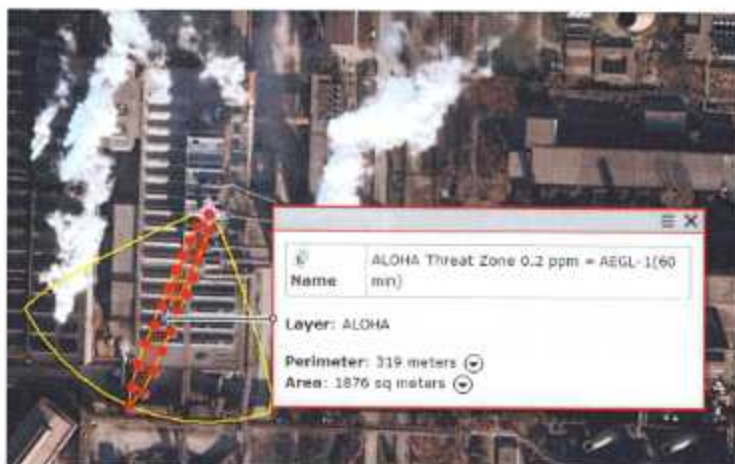 Name
ALOHA Threat Zone 0.2 ppm = AEGL-1(60
min)
Layer: ALOHA
Perimeter: 319 meters
Area: 1876 sq meters